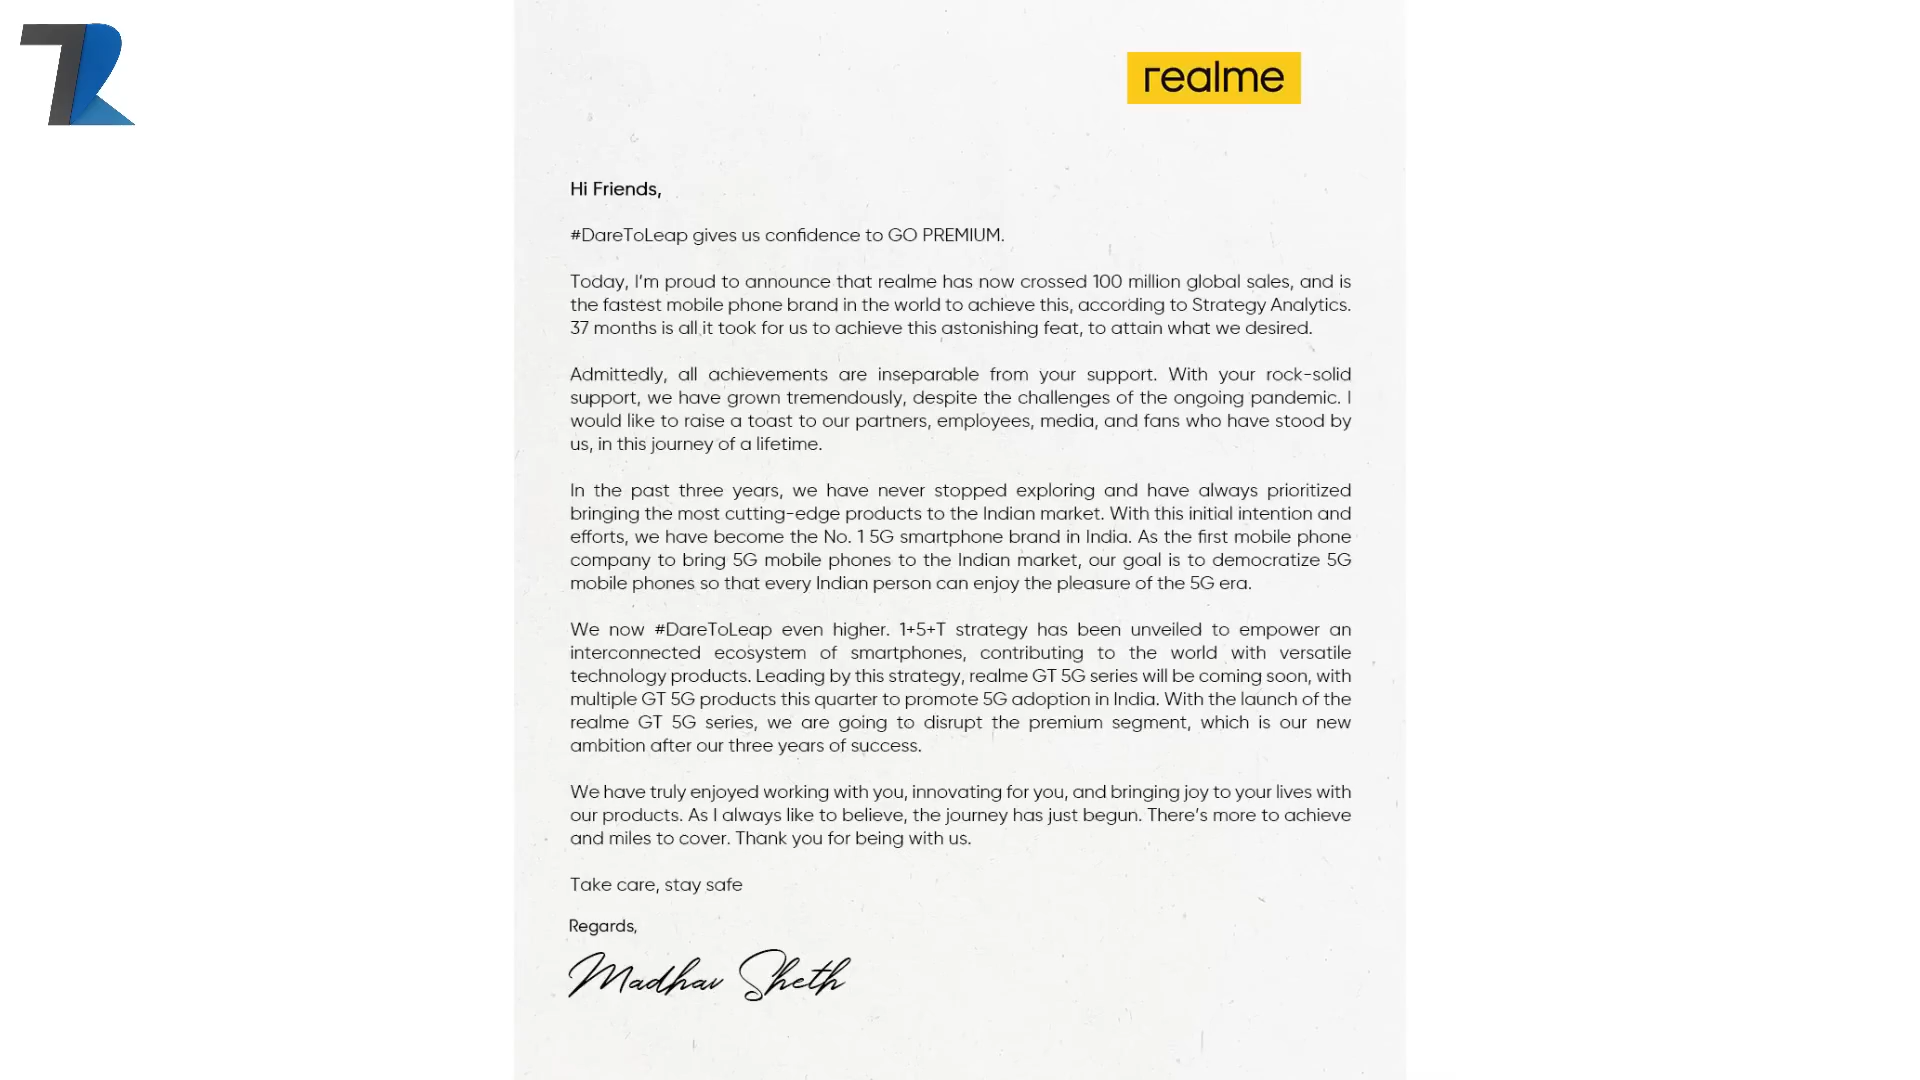 realme
Hi Friends,
#DareToLeap gives us confidence to GO PREMIUM.
Today, I'm proud to announce that realme has now crossed 100 million global sales, and is
the fastest mobile phone brand in the world to achieve this, according to Strategy Analytics.
37 months is all it took for us to achieve this astonishing feat, to attain what we desired.
Admittedly, all achievements are inseparable from your support. With your rock-solid
support, we have grown tremendously, despite the challenges of the ongoing pandemic. I
would like to raise a toast to our partners, employees, media, and fans who have stood by
us, in this journey of a lifetime.
In the past three years, we have never stopped exploring and have always prioritized
bringing the most cutting-edge products to the Indian market. With this initial intention and
efforts, we have become the No. 1 5G smartphone brand in India. As the first mobile phone
company to bring 5G mobile phones to the Indian market, our goal is to democratize 5G
mobile phones so that every Indian person can enjoy the pleasure of the 5G era.
We now #DareToLeap even higher. 1+5+T strategy has been unveiled to empower an
interconnected ecosystem of smartphones, contributing to the world with versatile
technology products. Leading by this strategy, realme GT 5G series will be coming soon, with
multiple GT 5G products this quarter to promote 5G adoption in India. With the launch of the
realme GT 5G series, we are going to disrupt the premium segment, which is our new
ambition after our three years of success.
We have truly enjoyed working with you, innovating for you, and bringing joy to your lives with
our products. As I always like to believe, the journey has just begun. There's more to achieve
and miles to cover. Thank you for being with us.
Take care, stay safe
Regards,
Madhav Sheth